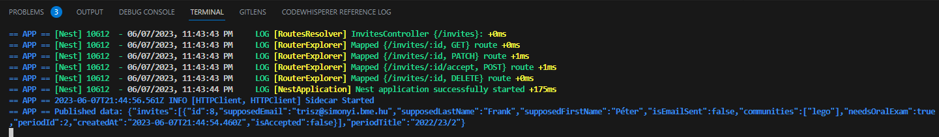 PROBLEMS 3 OUTPUT DEBUG CONSOLE TERMINAL GITLENS CODEWHISPERER REFERENCE LOG
== APP == [Nest] 10612  - 06/07/2023, 11:43:43 PM     LOG [RoutesResolver] InvitesController {/invites}: +0ms
== APP == [Nest] 10612  - 06/07/2023, 11:43:43 PM     LOG [RouterExplorer] Mapped {/invites/:id, GET} route +0ms
== APP == [Nest] 10612  - 06/07/2023, 11:43:43 PM     LOG [RouterExplorer] Mapped {/invites/:id, PATCH} route +1ms
== APP == [Nest] 10612  - 06/07/2023, 11:43:43 PM     LOG [RouterExplorer] Mapped {/invites/:id/accept, POST} route +1ms
== APP == [Nest] 10612  - 06/07/2023, 11:43:43 PM     LOG [RouterExplorer] Mapped {/invites/:id, DELETE} route +0ms
== APP == [Nest] 10612  - 06/07/2023, 11:43:44 PM     LOG [NestApplication] Nest application successfully started +175ms
== APP == 2023-06-07T21:44:56.561Z INFO [HTTPClient, HTTPClient] Sidecar Started
== APP == Published data: {"invites":[{"id":8,"supposedEmail":"trisz@simonyi.bme.hu","supposedLastName":"Frank","supposedFirstName":"Péter","isEmailSent":false,"communities":["lego"],"needsOralExam":true
,"periodId":2,"createdAt":"2023-06-07T21:44:54.460Z","isAccepted":false}],"periodTitle":"2022/23/2"}